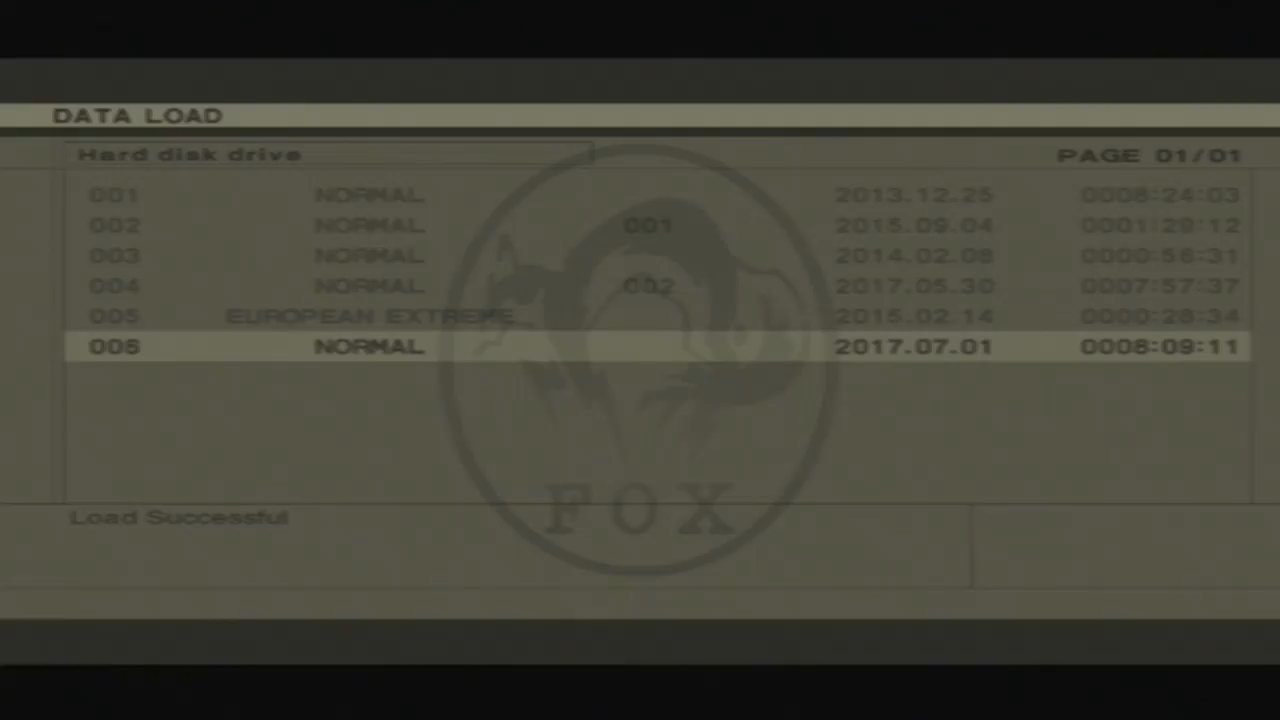 DATA LOAD
Hard disk drive PAGE 01/01
001 NORMAL 2013.12.25 0008:24:03
002 NORMAL 001 2015.09.04 0001:29:12
003 NORMAL 2014.02.08 0000:56:31
004 NORMAL 002 2017.05.30 0007:57:37
005 EUROPEAN EXTREME 2015.02.14 0000:28:34
006 NORMAL 2017.07.01 0008:09:11
FOX
Load Successful